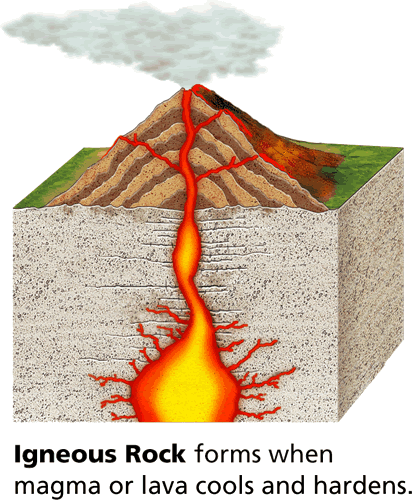 Igneous Rock forms when
magma or lava cools and hardens.